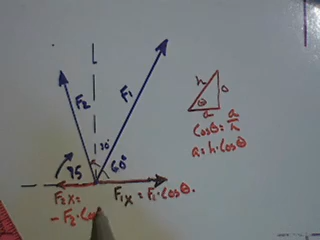 F₂
F₁
30°
60°
75
F₁x = F₁·Cosθ.
F₂x =
- F₂·Cos
h
o
θ
a
Cosθ = a/h
a = h·Cosθ